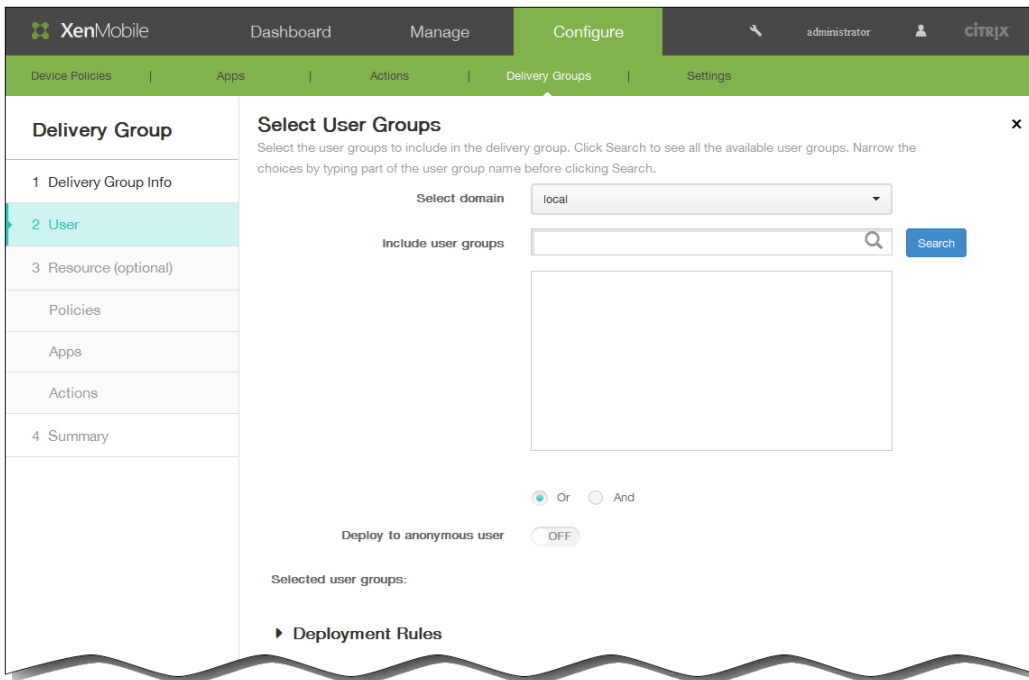 XenMobile Dashboard Manage Configure administrator CİTRIX
Device Policies | Apps | Actions | Delivery Groups | Settings
Delivery Group
1 Delivery Group Info
2 User
3 Resource (optional)
Policies
Apps
Actions
4 Summary
Select User Groups x
Select the user groups to include in the delivery group. Click Search to see all the available user groups. Narrow the
choices by typing part of the user group name before clicking Search.
Select domain local
Include user groups Search
Or And
Deploy to anonymous user OFF
Selected user groups:
Deployment Rules